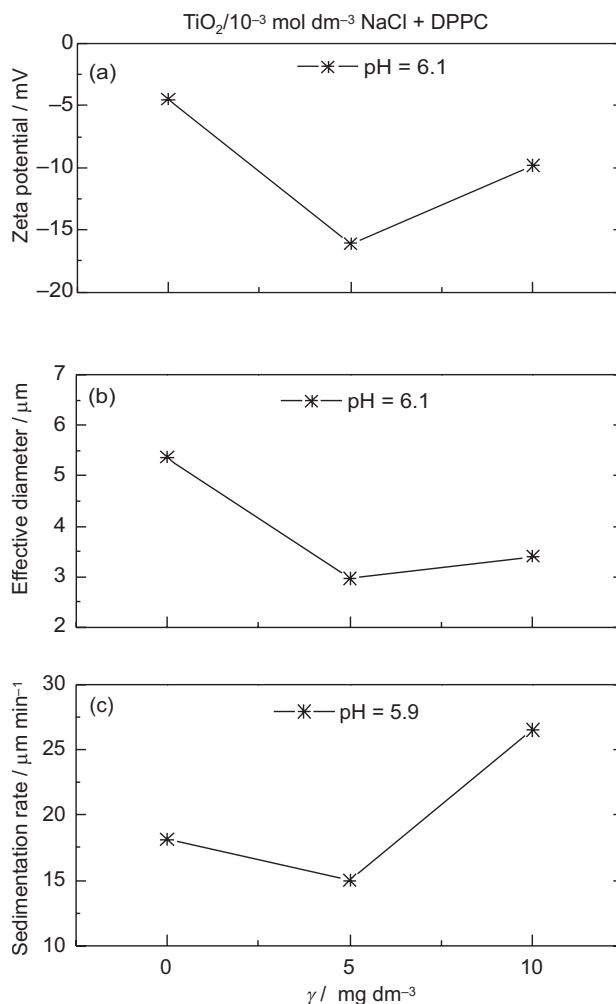 TiO₂/10⁻³ mol dm⁻³ NaCl + DPPC
(a)
pH = 6.1
Zeta potential / mV
0
–5
–10
–15
–20
(b)
pH = 6.1
Effective diameter / μm
7
6
5
4
3
2
(c)
pH = 5.9
Sedimentation rate / μm min⁻¹
30
25
20
15
10
0 5 10
γ / mg dm⁻³